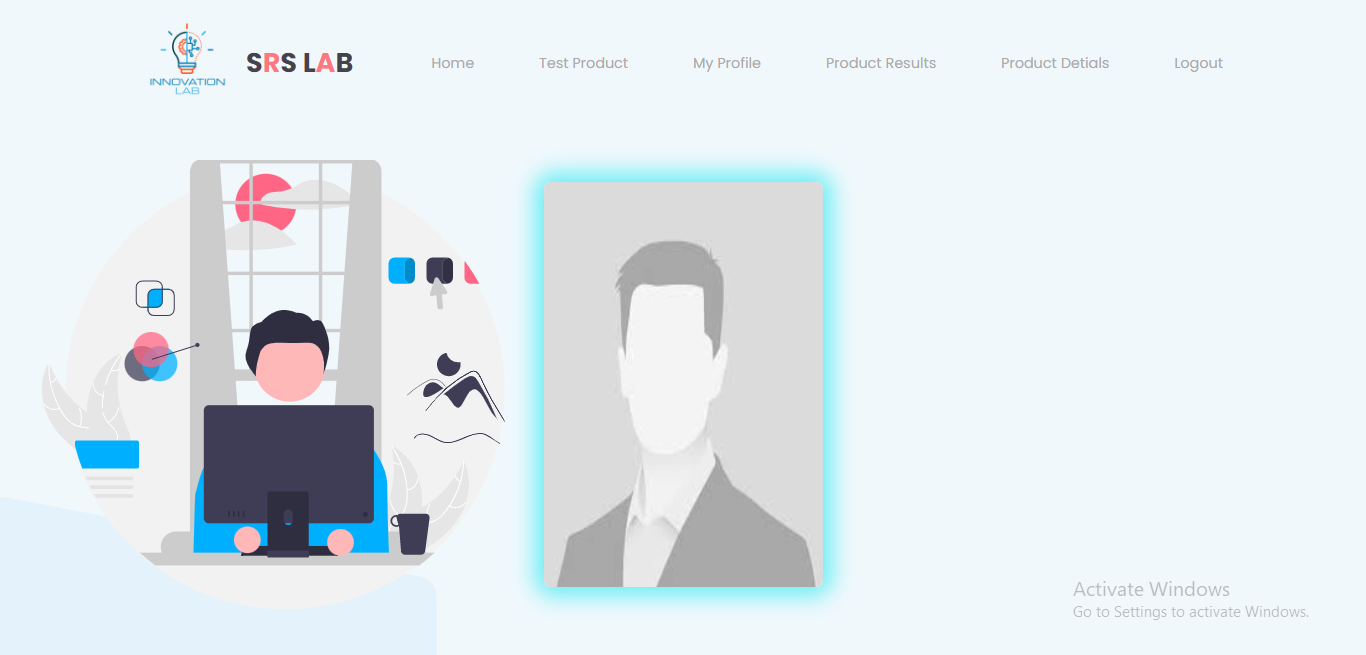 INNOVATION
LAB
SRS LAB
Home
Test Product
My Profile
Product Results
Product Detials
Logout
Activate Windows
Go to Settings to activate Windows.